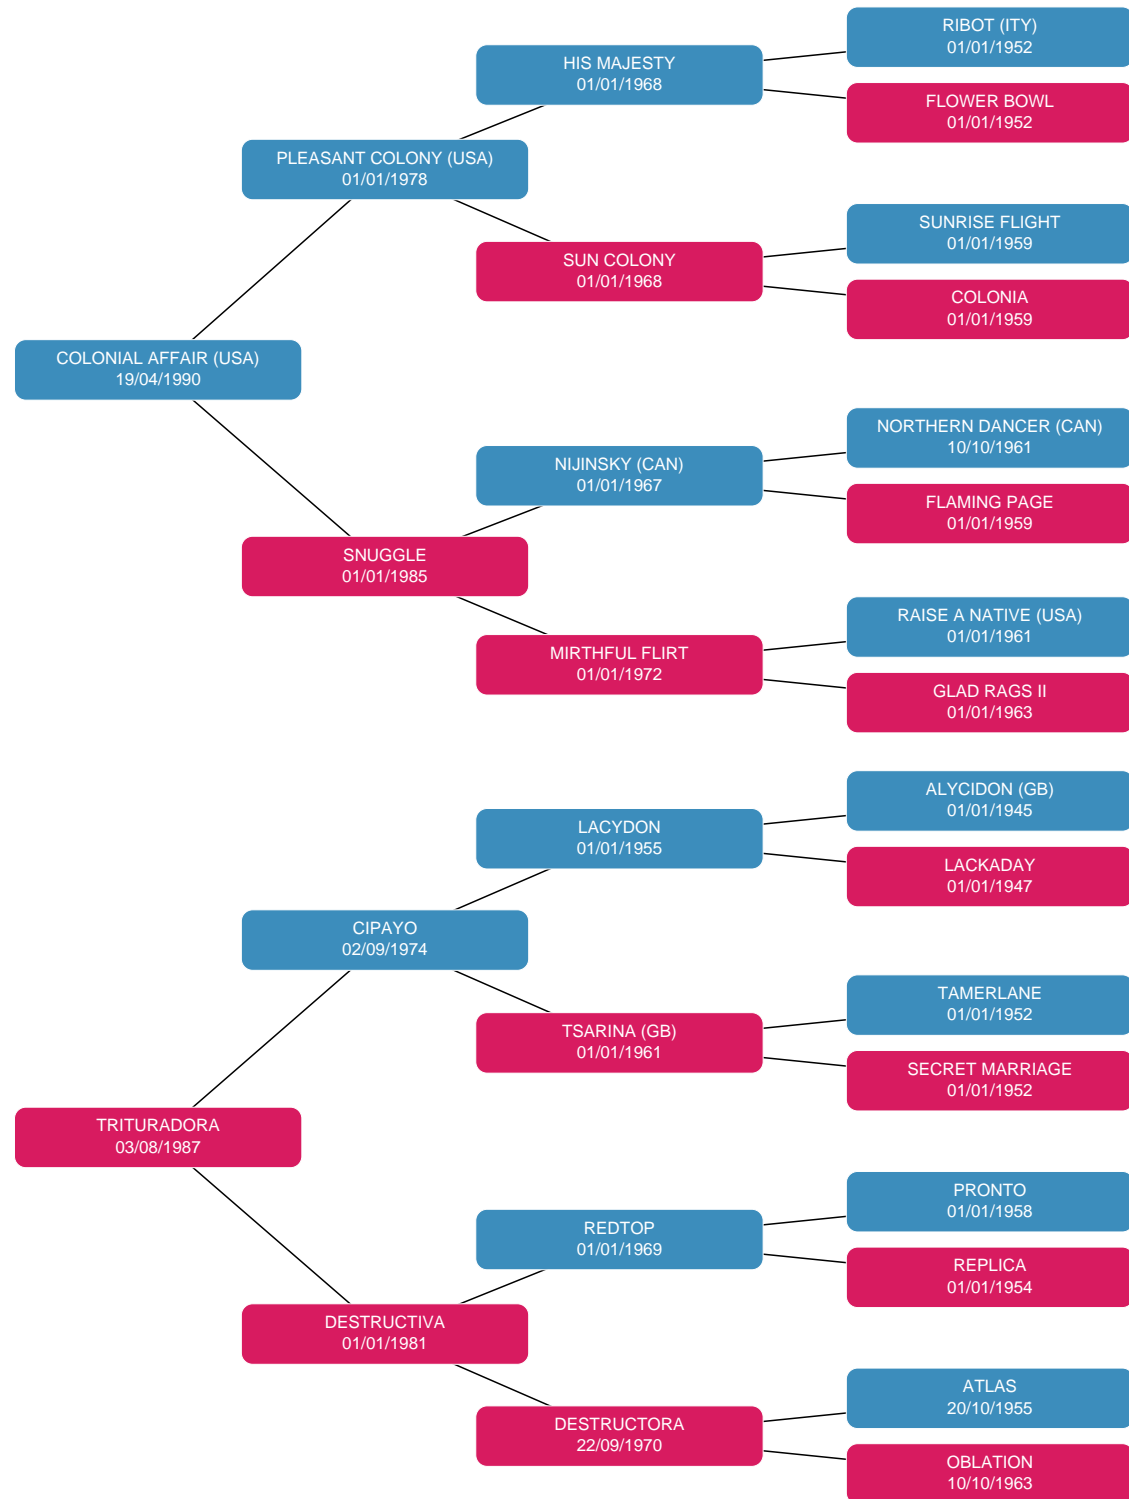 RIBOT (ITY)
01/01/1952
HIS MAJESTY
01/01/1968
FLOWER BOWL
01/01/1952
PLEASANT COLONY (USA)
01/01/1978
SUNRISE FLIGHT
01/01/1959
SUN COLONY
01/01/1968
COLONIA
01/01/1959
COLONIAL AFFAIR (USA)
19/04/1990
NORTHERN DANCER (CAN)
10/10/1961
NIJINSKY (CAN)
01/01/1967
FLAMING PAGE
01/01/1959
SNUGGLE
01/01/1985
RAISE A NATIVE (USA)
01/01/1961
MIRTHFUL FLIRT
01/01/1972
GLAD RAGS II
01/01/1963
ALYCIDON (GB)
01/01/1945
LACYDON
01/01/1955
LACKADAY
01/01/1947
CIPAYO
02/09/1974
TAMERLANE
01/01/1952
TSARINA (GB)
01/01/1961
SECRET MARRIAGE
01/01/1952
TRITURADORA
03/08/1987
PRONTO
01/01/1958
REDTOP
01/01/1969
REPLICA
01/01/1954
DESTRUCTIVA
01/01/1981
ATLAS
20/10/1955
DESTRUCTORA
22/09/1970
OBLATION
10/10/1963